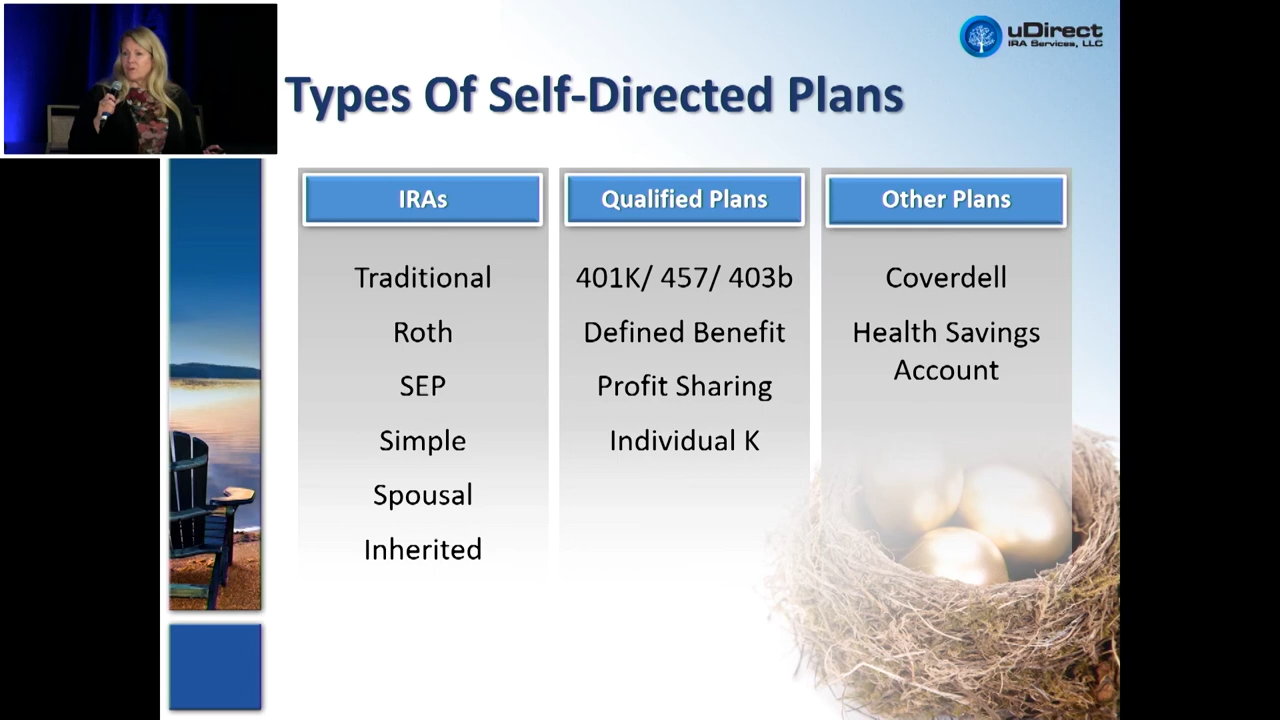 uDirect
IRA Services, LLC
Types Of Self-Directed Plans
IRAs
Traditional
Roth
SEP
Simple
Spousal
Inherited
Qualified Plans
401K/ 457/ 403b
Defined Benefit
Profit Sharing
Individual K
Other Plans
Coverdell
Health Savings
Account